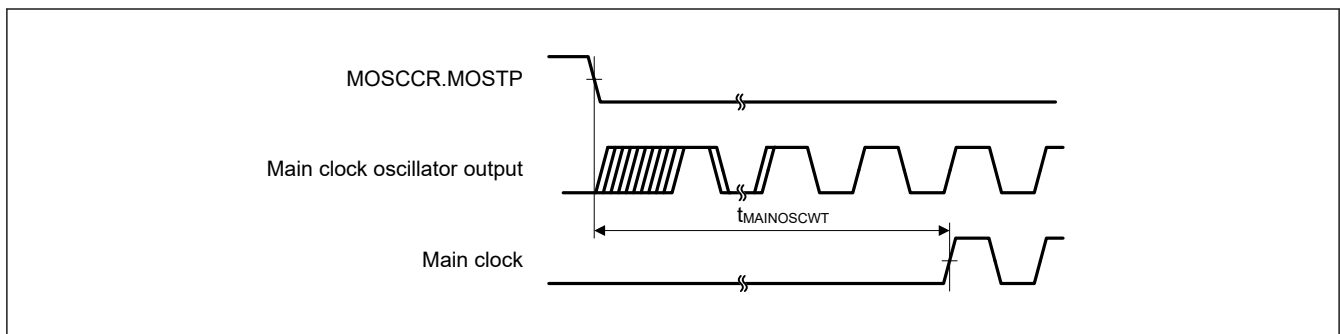 MOSCCR.MOSTP
Main clock oscillator output
tMAINOSCWT
Main clock